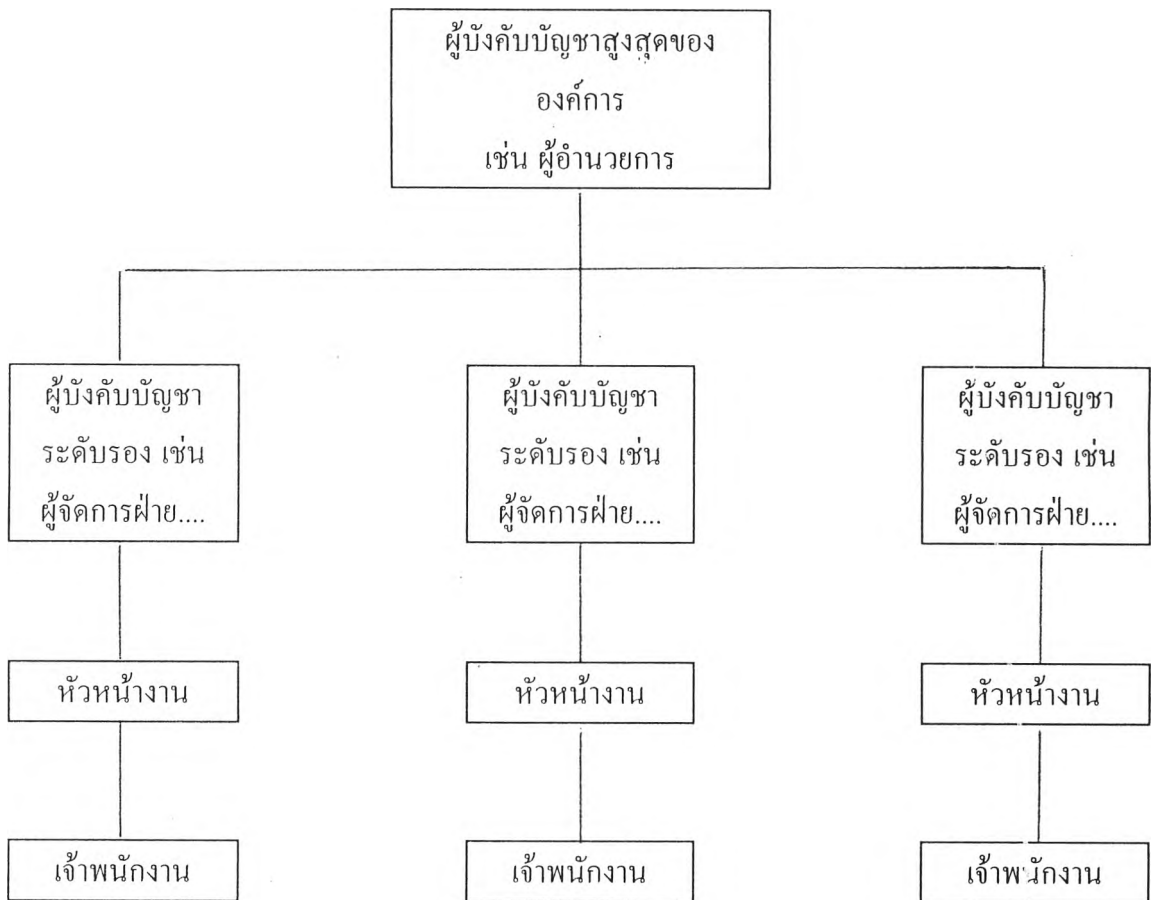 ผู้บังคับบัญชาสูงสุดของ
องค์การ
เช่น ผู้อำนวยการ
ผู้บังคับบัญชา
ระดับรอง เช่น
ผู้จัดการฝ่าย....
ผู้บังคับบัญชา
ระดับรอง เช่น
ผู้จัดการฝ่าย....
ผู้บังคับบัญชา
ระดับรอง เช่น
ผู้จัดการฝ่าย....
หัวหน้างาน
หัวหน้างาน
หัวหน้างาน
เจ้าพนักงาน
เจ้าพนักงาน
เจ้าพนักงาน